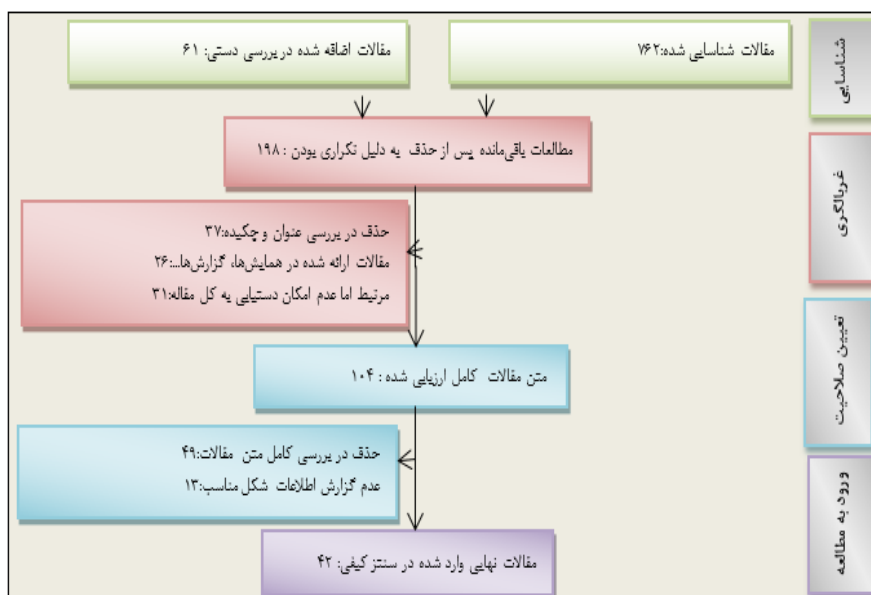 مقالات شناسایی شده:۷۶۲
مقالات اضاقه شده در بررسی دستی: ۶۱
شناسایی
مطالعات باقی‌مانده پس از حذف به دلیل تکراری بودن : ۱۹۸
غربالگری
حذف در بررسی عنوان و چکیده:۳۷
مقالات ارائه شده در همایش‌ها، گزارش‌ها...:۲۶
مرتبط اما عدم امکان دستیابی به کل مقاله:۳۱
تعیین صلاحیت
متن مقالات کامل ارزیابی شده : ۱۰۴
حذف در بررسی کامل متن مقالات:۴۹
عدم گزارش اطلاعات شکل مناسب:۱۳
ورود به مطالعه
مقالات نهایی وارد شده در سنتز کیفی: ۴۲